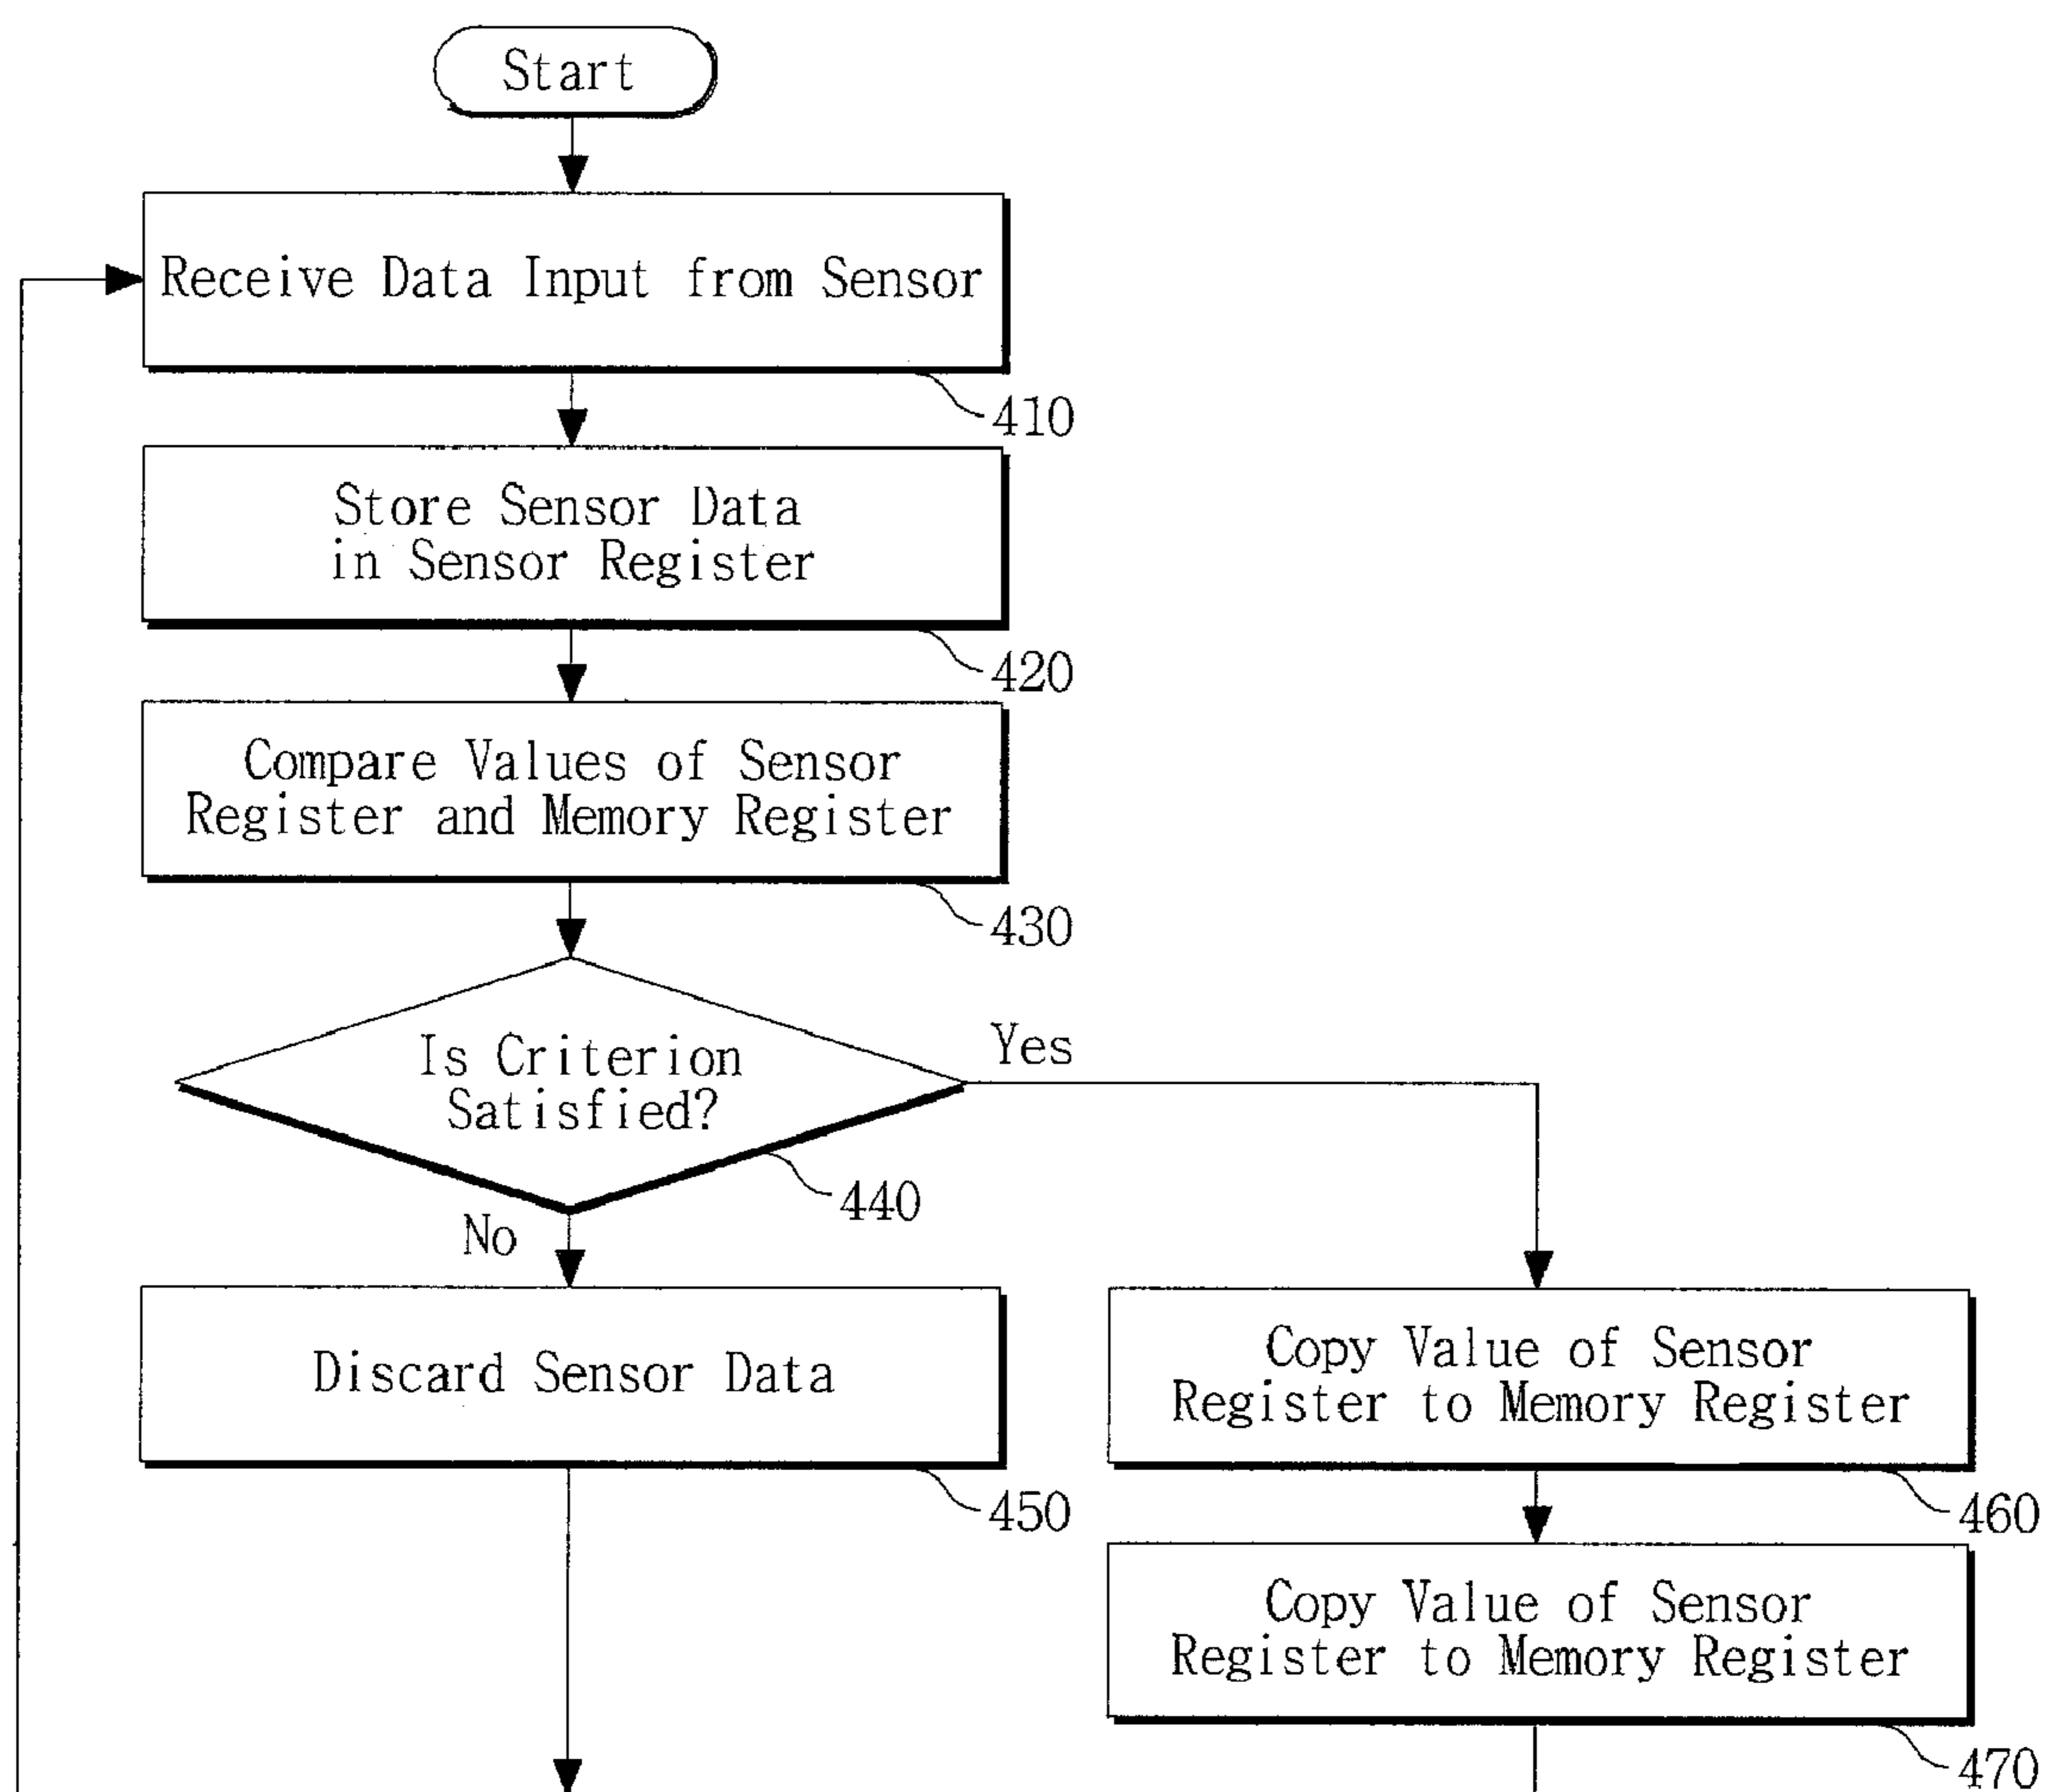 Start
Receive Data Input from Sensor
410
Store Sensor Data
in Sensor Register
420
Compare Values of Sensor
Register and Memory Register
430
Is Criterion
Satisfied?
Yes
440
No
Discard Sensor Data
450
Copy Value of Sensor
Register to Memory Register
460
Copy Value of Sensor
Register to Memory Register
470